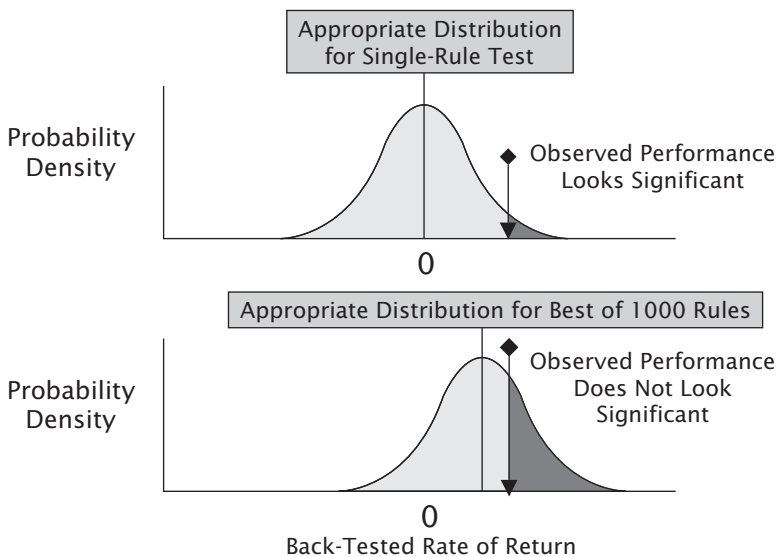 Appropriate Distribution
for Single-Rule Test
Probability
Density
Observed Performance
Looks Significant
0
Appropriate Distribution for Best of 1000 Rules
Probability
Density
Observed Performance
Does Not Look
Significant
0
Back-Tested Rate of Return